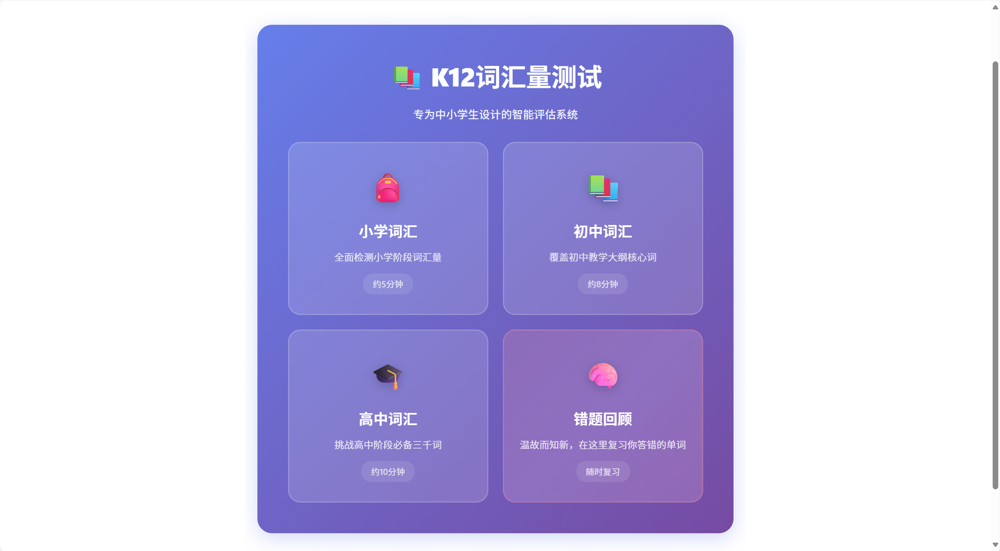 K12词汇量测试
专为中小学生设计的智能评估系统
小学词汇
全面检测小学阶段词汇量
约5分钟
初中词汇
覆盖初中教学大纲核心词
约8分钟
高中词汇
挑战高中阶段必备三千词
约10分钟
错题回顾
温故而知新，在这里复习你答错的单词
随时复习